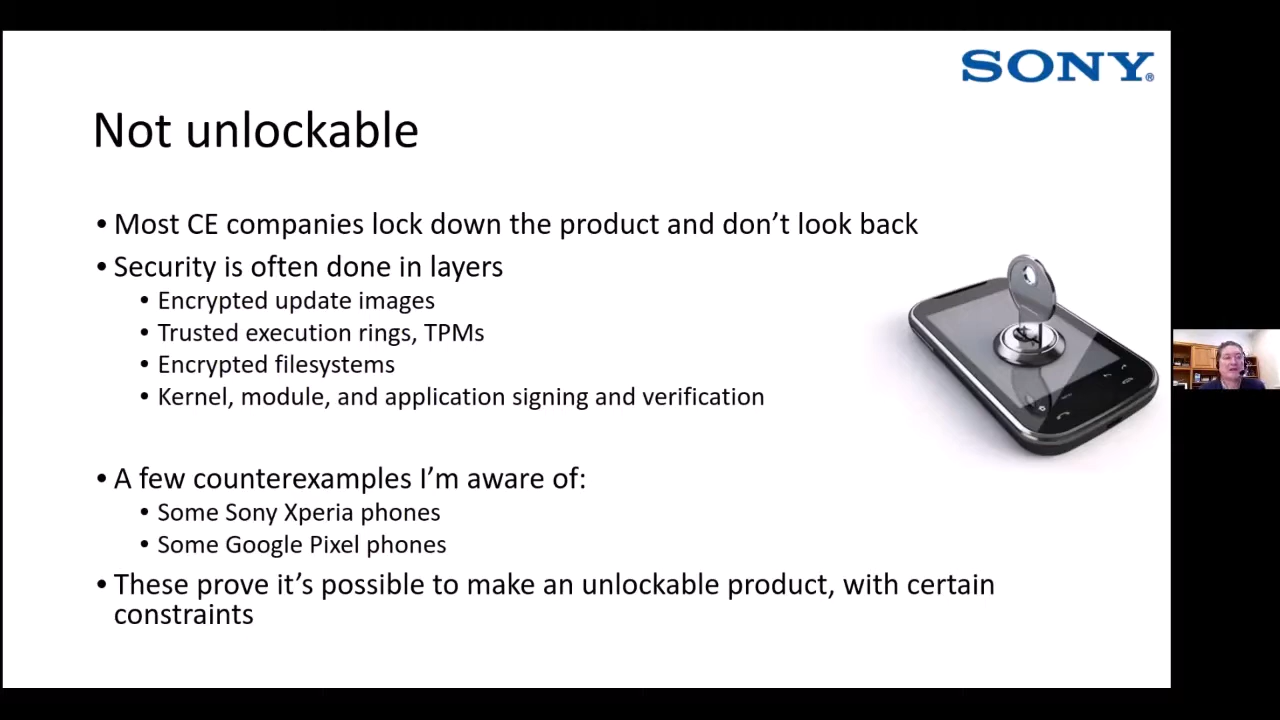 SONY®
Not unlockable
• Most CE companies lock down the product and don’t look back
• Security is often done in layers
• Encrypted update images
• Trusted execution rings, TPMs
• Encrypted filesystems
• Kernel, module, and application signing and verification
• A few counterexamples I’m aware of:
• Some Sony Xperia phones
• Some Google Pixel phones
• These prove it’s possible to make an unlockable product, with certain
constraints